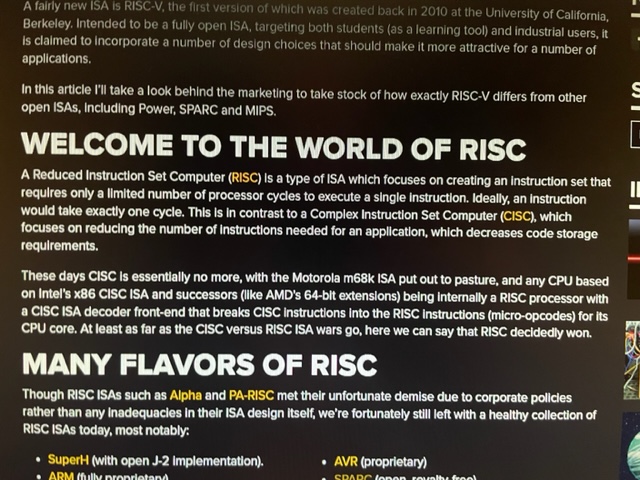 A fairly new ISA is RISC-V, the first version of which was created back in 2010 at the University of California,
Berkeley. Intended to be a fully open ISA, targeting both students (as a learning tool) and industrial users, it
is claimed to incorporate a number of design choices that should make it more attractive for a number of
applications.
In this article I'll take a look behind the marketing to take stock of how exactly RISC-V differs from other
open ISAs, including Power, SPARC and MIPS.
WELCOME TO THE WORLD OF RISC
A Reduced Instruction Set Computer (RISC) is a type of ISA which focuses on creating an instruction set that
requires only a limited number of processor cycles to execute a single instruction. Ideally, an instruction
would take exactly one cycle. This is in contrast to a Complex Instruction Set Computer (CISC), which
focuses on reducing the number of instructions needed for an application, which decreases code storage
requirements.
These days CISC is essentially no more, with the Motorola m68k ISA put out to pasture, and any CPU based
on Intel's x86 CISC ISA and successors (like AMD's 64-bit extensions) being internally a RISC processor with
a CISC ISA decoder front-end that breaks CISC instructions into the RISC instructions (micro-opcodes) for its
CPU core. At least as far as the CISC versus RISC ISA wars go, here we can say that RISC decidedly won.
MANY FLAVORS OF RISC
Though RISC ISAs such as Alpha and PA-RISC met their unfortunate demise due to corporate policies
rather than any inadequacies in their ISA design itself, we're fortunately still left with a healthy collection of
RISC ISAs today, most notably:
• SuperH (with open J-2 implementation).
• ARM (fully proprietary)
• AVR (proprietary)
• SPARC (open, royalty-free)